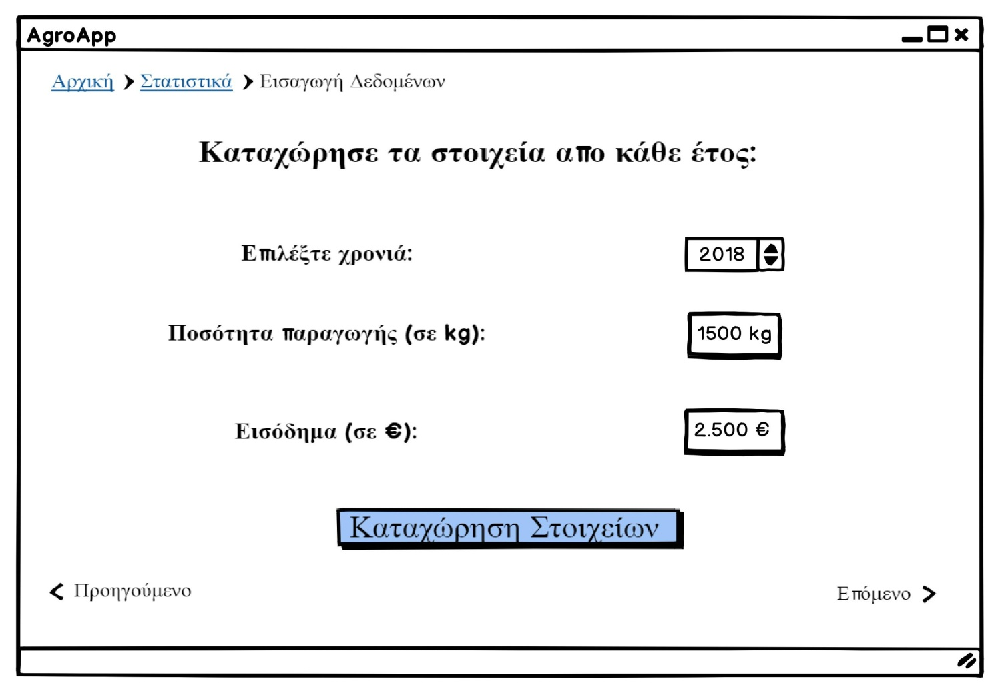 AgroApp
Αρχική Στατιστικά Εισαγωγή Δεδομένων
Καταχώρησε τα στοιχεία απο κάθε έτος:
Επιλέξτε χρονιά: 2018
Ποσότητα παραγωγής (σε kg): 1500 kg
Εισόδημα (σε €): 2.500 €
Καταχώρηση Στοιχείων
Προηγούμενο Επόμενο